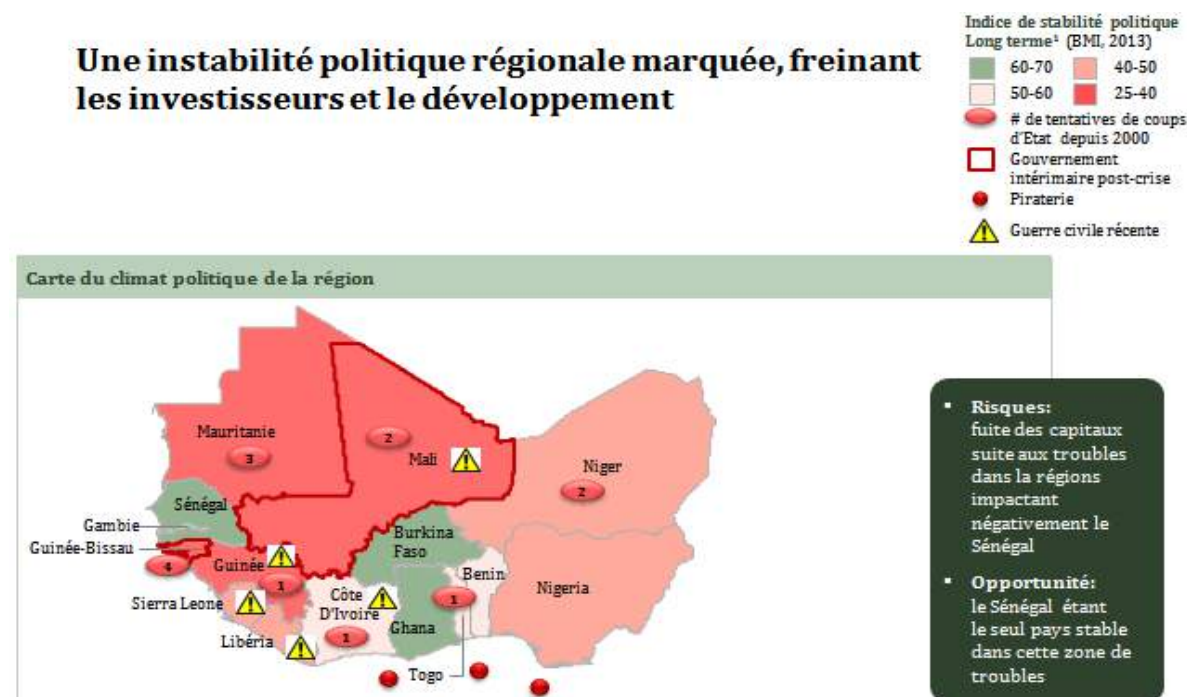 Une instabilité politique régionale marquée, freinant
les investisseurs et le développement
Indice de stabilité politique
Long terme¹ (BMI, 2013)
60-70
40-50
50-60
25-40
# de tentatives de coups
d'Etat depuis 2000
Gouvernement
intérimaire post-crise
Piraterie
Guerre civile récente
Carte du climat politique de la région
Mauritanie
3
2
Mali
Niger
2
Sénégal
Gambie
Guinée-Bissau
4
Guinée
1
Burkina
Faso
Benin
1
Nigeria
Sierra Leone
Côte
D'Ivoire
1
Ghana
Libéria
Togo
▪ Risques:
fuite des capitaux
suite aux troubles
dans la régions
impactant
négativement le
Sénégal
▪ Opportunité:
le Sénégal étant
le seul pays stable
dans cette zone de
troubles